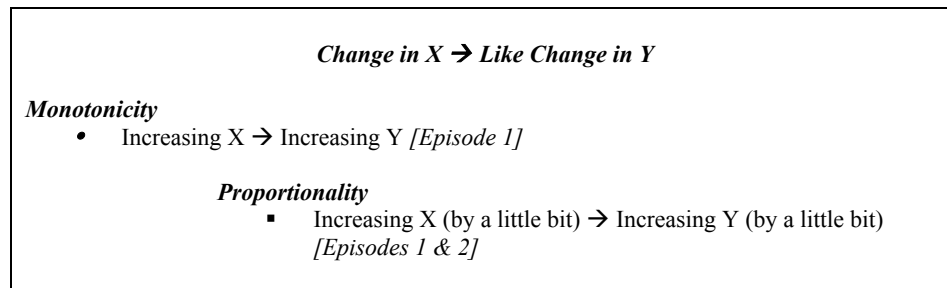 Change in X → Like Change in Y
Monotonicity
• Increasing X → Increasing Y [Episode 1]
Proportionality
▪ Increasing X (by a little bit) → Increasing Y (by a little bit)
[Episodes 1 & 2]